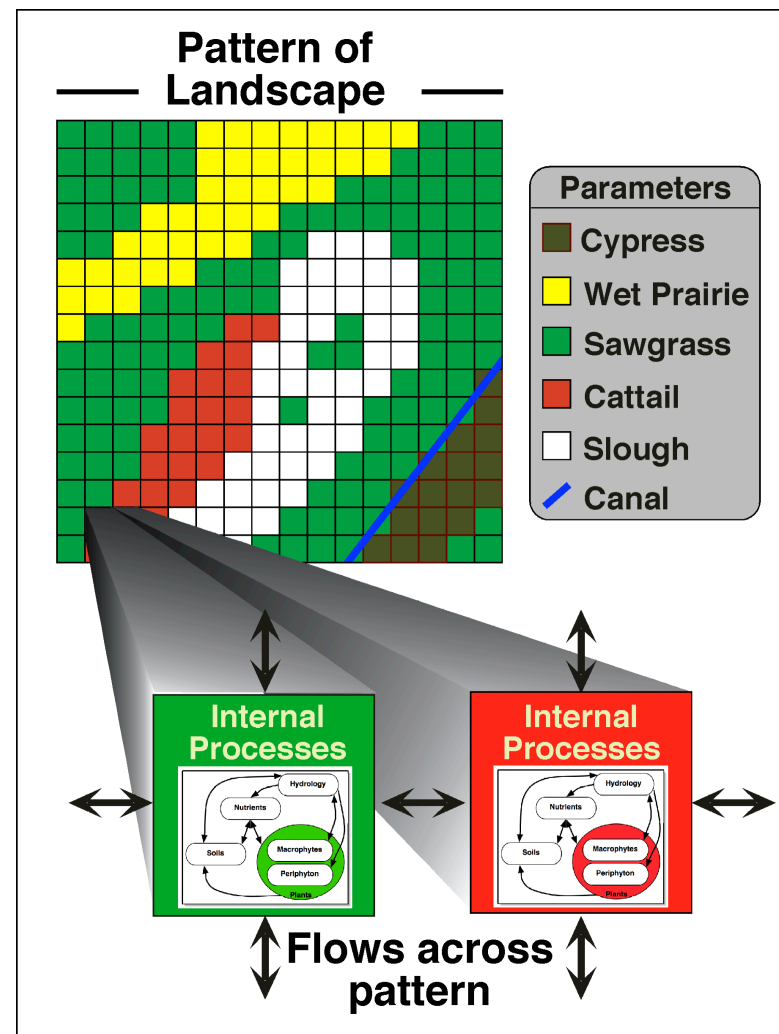 Pattern of
Landscape
Parameters
Cypress
Wet Prairie
Sawgrass
Cattail
Slough
Canal
Internal
Processes
Hydrology
Nutrients
Soils
Macrophytes
Periphyton
Plants
Internal
Processes
Hydrology
Nutrients
Soils
Macrophytes
Periphyton
Plants
Flows across
pattern